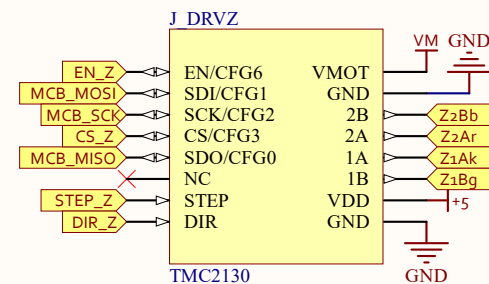 J_DRVZ
VM GND
EN_Z EN/CFG6 VMOT
MCB_MOSI SDI/CFG1 GND
MCB_SCK SCK/CFG2 2B Z2Bb
CS_Z CS/CFG3 2A Z2Ar
MCB_MISO SDO/CFG0 1A Z1Ak
NC 1B Z1Bg
STEP_Z STEP VDD +5
DIR_Z DIR GND
TMC2130 GND